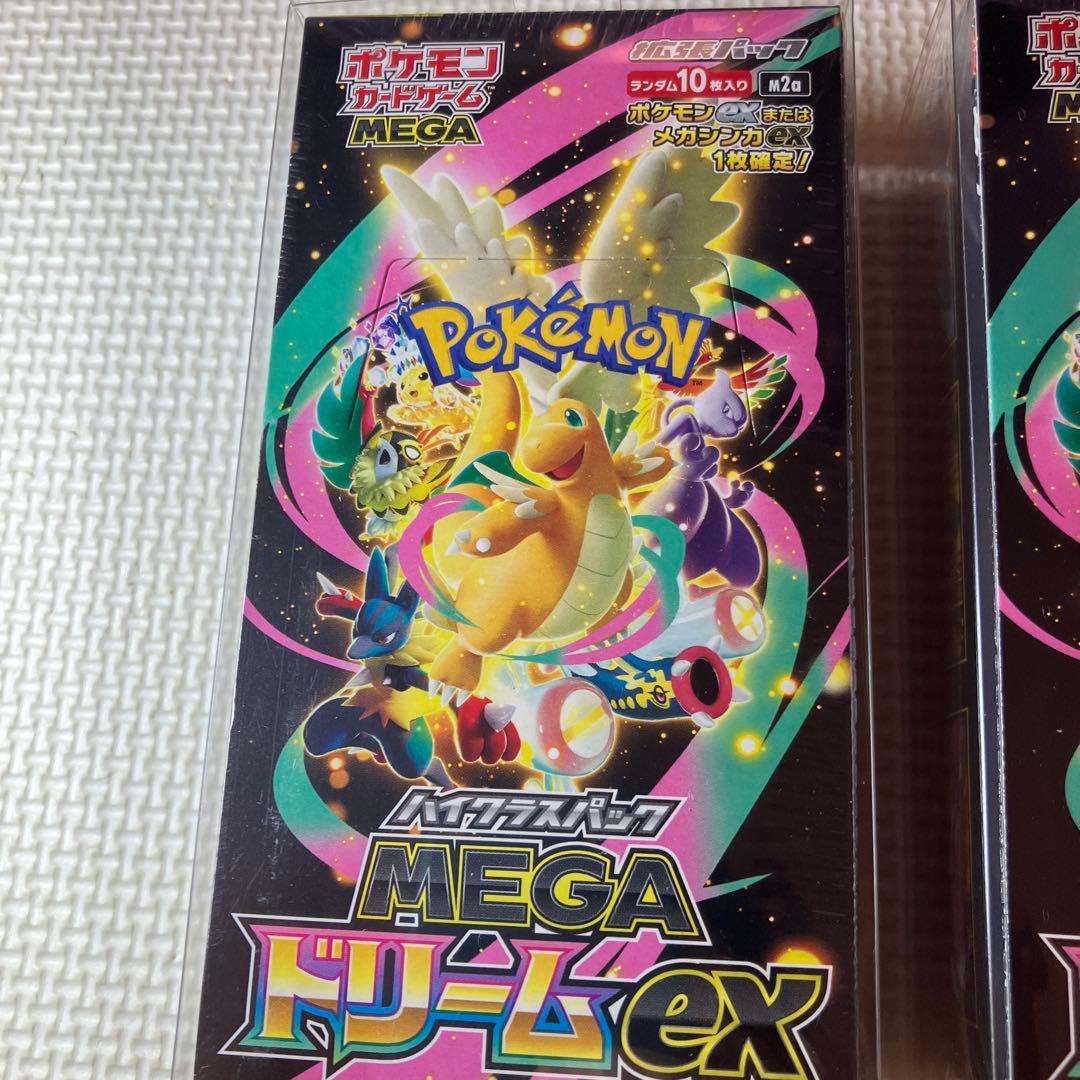 ポケモン
カードゲーム™
MEGA
拡張パック
ランダム10枚入り M2a
ポケモンexまたは
メガシンカex
1枚確定!
POKéMON™
ハイクラスパック
MEGA
ドリームex